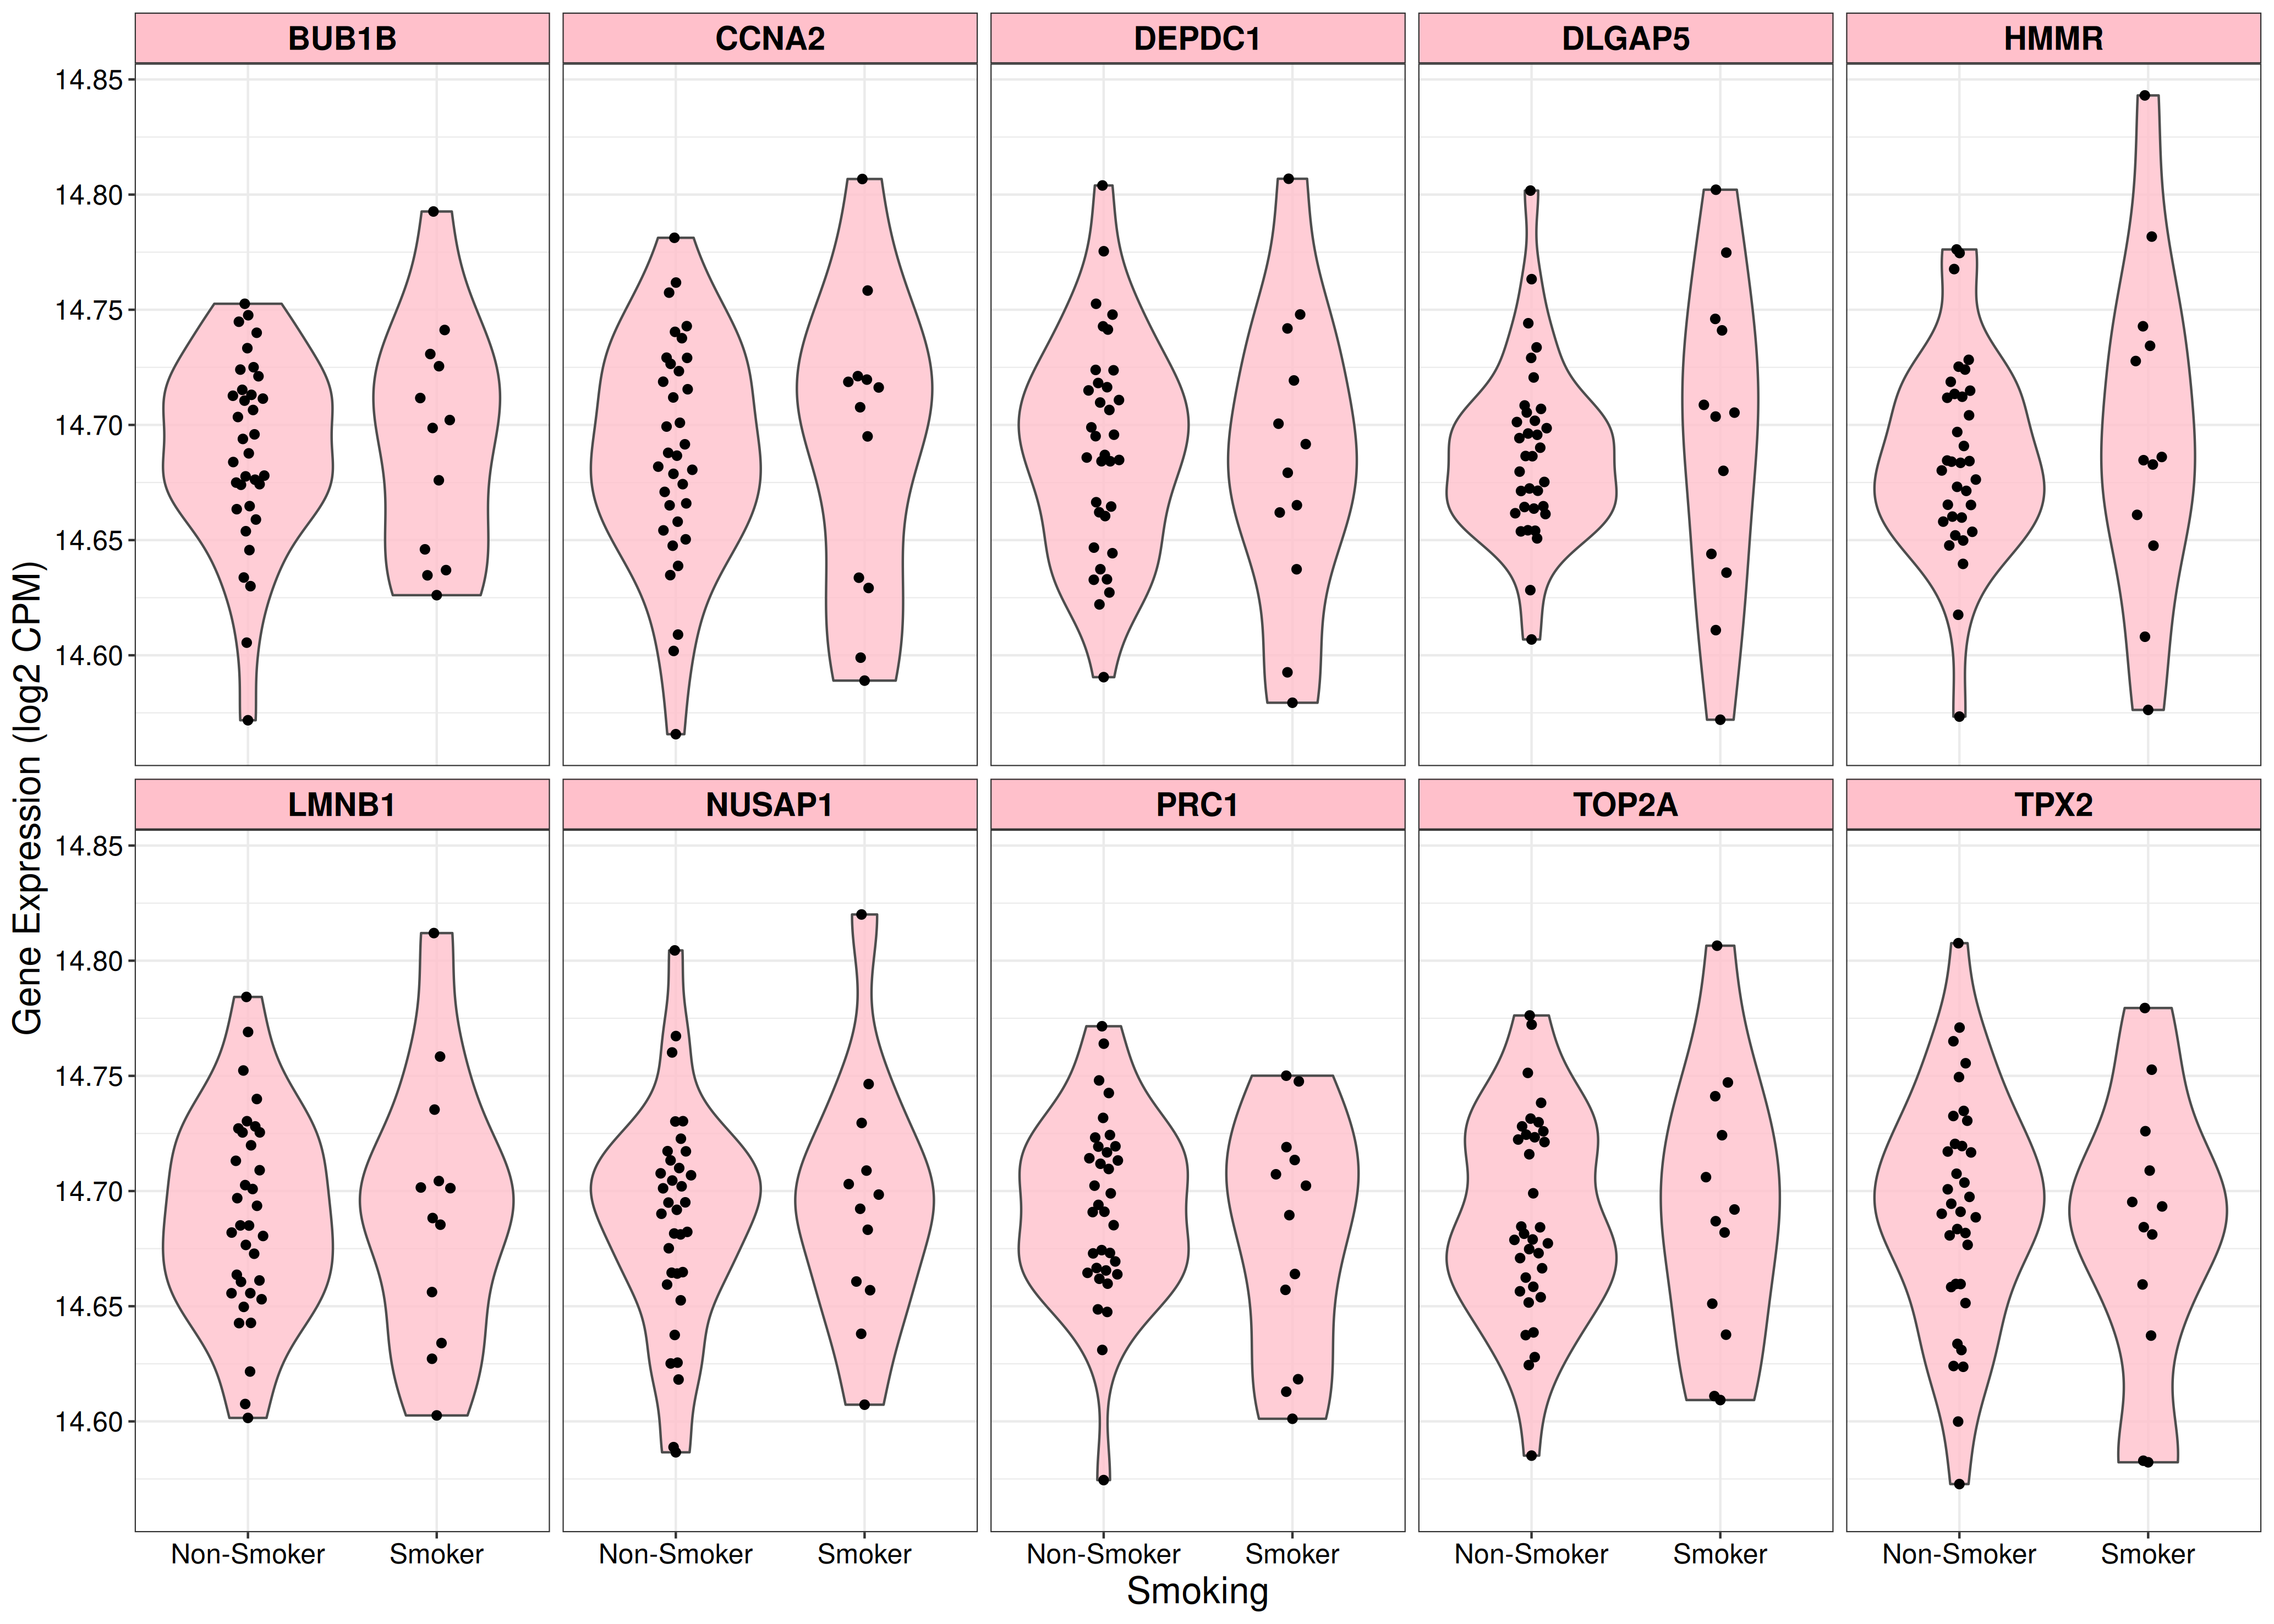 BUB1B CCNA2 DEPDC1 DLGAP5 HMMR
14.85
14.80
14.75
14.70
14.65
14.60
LMNB1 NUSAP1 PRC1 TOP2A TPX2
14.85
14.80
14.75
14.70
14.65
14.60
Gene Expression (log2 CPM)
Non-Smoker Smoker Non-Smoker Smoker Non-Smoker Smoker Non-Smoker Smoker Non-Smoker Smoker
Smoking